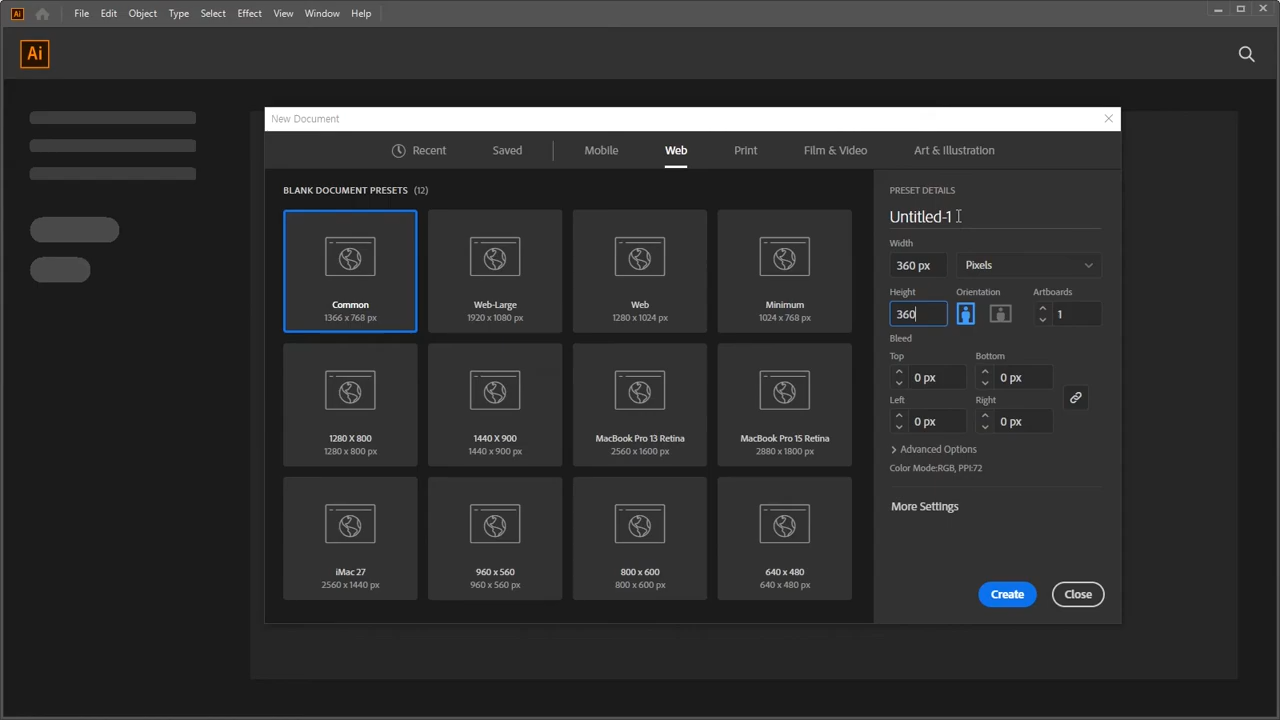 Ai File Edit Object Type Select Effect View Window Help
Ai
New Document
Recent Saved Mobile Web Print Film & Video Art & Illustration
BLANK DOCUMENT PRESETS (12)
Common
1366 x 768 px
Web-Large
1920 x 1080 px
Web
1280 x 1024 px
Minimum
1024 x 768 px
1280 X 800
1280 x 800 px
1440 X 900
1440 x 900 px
MacBook Pro 13 Retina
2560 x 1600 px
MacBook Pro 15 Retina
2880 x 1800 px
iMac 27
2560 x 1440 px
960 x 560
960 x 560 px
800 x 600
800 x 600 px
640 x 480
640 x 480 px
PRESET DETAILS
Untitled-1
Width
360 px Pixels
Height Orientation Artboards
360 1
Bleed
Top Bottom
0 px 0 px
Left Right
0 px 0 px
Advanced Options
Color Mode:RGB, PPI:72
More Settings
Create Close